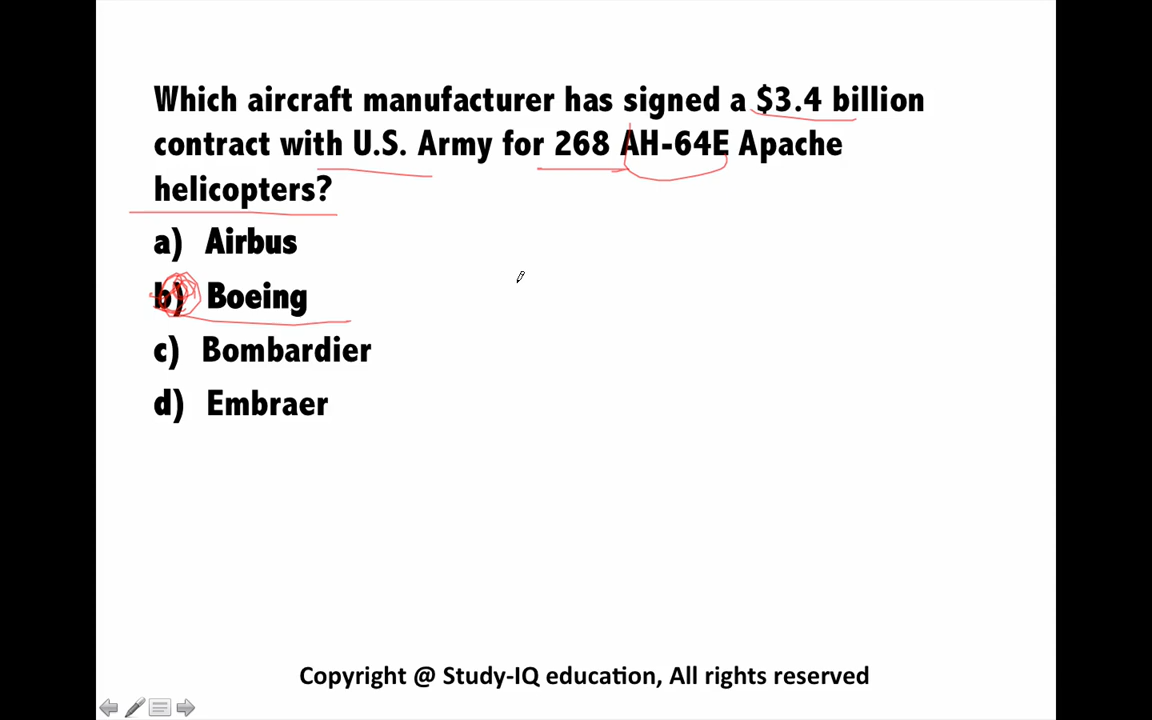 Which aircraft manufacturer has signed a $3.4 billion
contract with U.S. Army for 268 AH-64E Apache
helicopters?
a) Airbus
b) Boeing
c) Bombardier
d) Embraer
Copyright @ Study-IQ education, All rights reserved